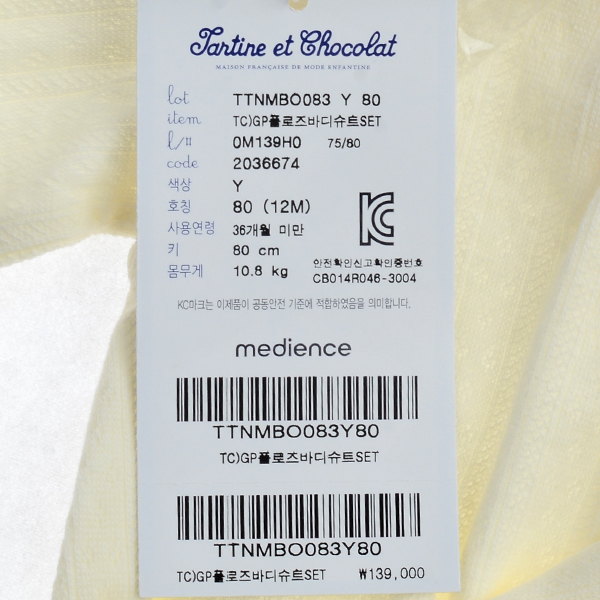 Tartine et Chocolat
MAISON FRANÇAISE DE MODE ENFANTINE
lot TTNMBO083 Y 80
item TC)GP플로즈바디슈트SET
l/# 0M139H0 75/80
code 2036674
색상 Y
호칭 80 (12M)
사용연령 36개월 미만
키 80 cm
몸무게 10.8 kg
안전확인신고확인증번호
CB014R046-3004
KC마크는 이제품이 공통안전 기준에 적합하였음을 의미합니다.
medience
TTNMBO083Y80
TC)GP플로즈바디슈트SET
TTNMBO083Y80
TC)GP플로즈바디슈트SET ₩139,000